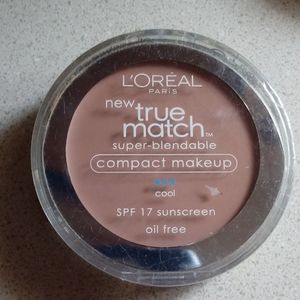 L'ORÉAL
PARIS
new
true
match™
super-blendable
compact makeup
cool
SPF 17 sunscreen
oil free